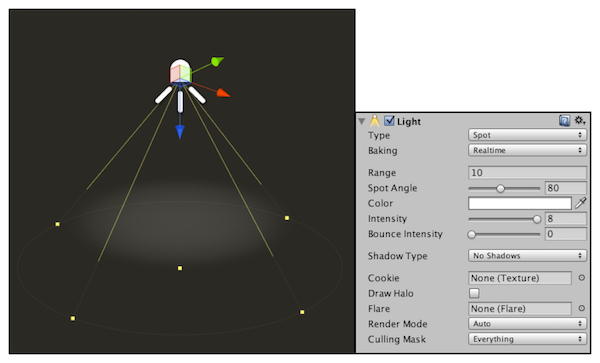 Light
Type Spot
Baking Realtime
Range 10
Spot Angle 80
Color
Intensity 8
Bounce Intensity 0
Shadow Type No Shadows
Cookie None (Texture)
Draw Halo
Flare None (Flare)
Render Mode Auto
Culling Mask Everything